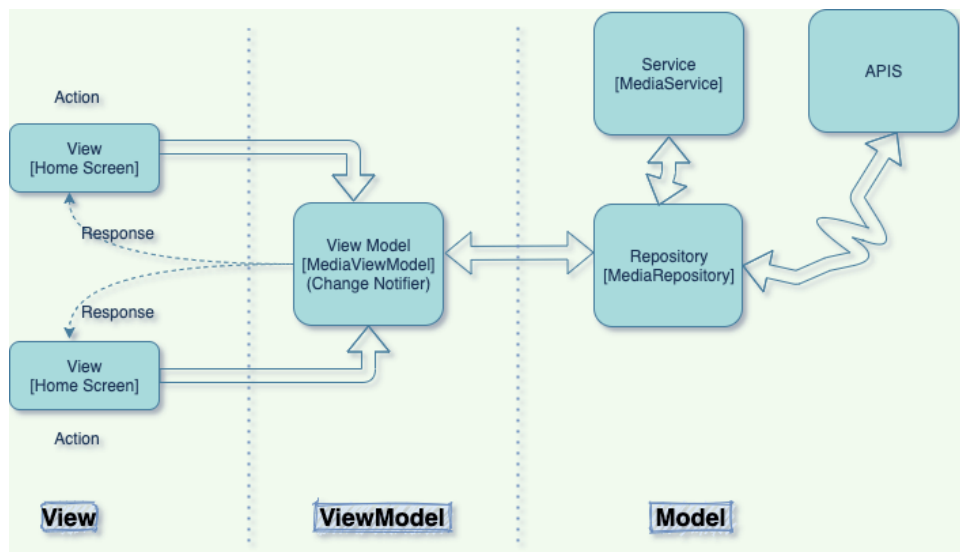 Action
View
[Home Screen]
Response
Response
View
[Home Screen]
Action
View Model
[MediaViewModel]
(Change Notifier)
Service
[MediaService]
APIS
Repository
[MediaRepository]
View
ViewModel
Model